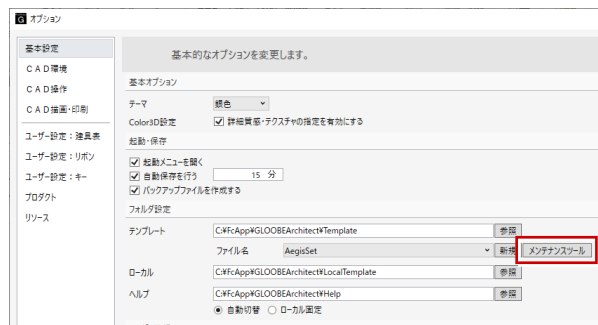 G オプション
基本設定
CAD環境
CAD操作
CAD描画・印刷
ユーザー設定：建具表
ユーザー設定：リボン
ユーザー設定：キー
プロダクト
リソース
基本的なオプションを変更します。
基本オプション
テーマ 銀色
Color3D設定 詳細質感・テクスチャの指定を有効にする
起動・保存
起動メニューを開く
自動保存を行う 15 分
バックアップファイルを作成する
フォルダ設定
テンプレート C:¥FcApp¥GLOOBEArchitect¥Template 参照
ファイル名 AegisSet 新規 メンテナンスツール
ローカル C:¥FcApp¥GLOOBEArchitect¥LocalTemplate 参照
ヘルプ C:¥FcApp¥GLOOBEArchitect¥Help 参照
自動切替 ローカル固定